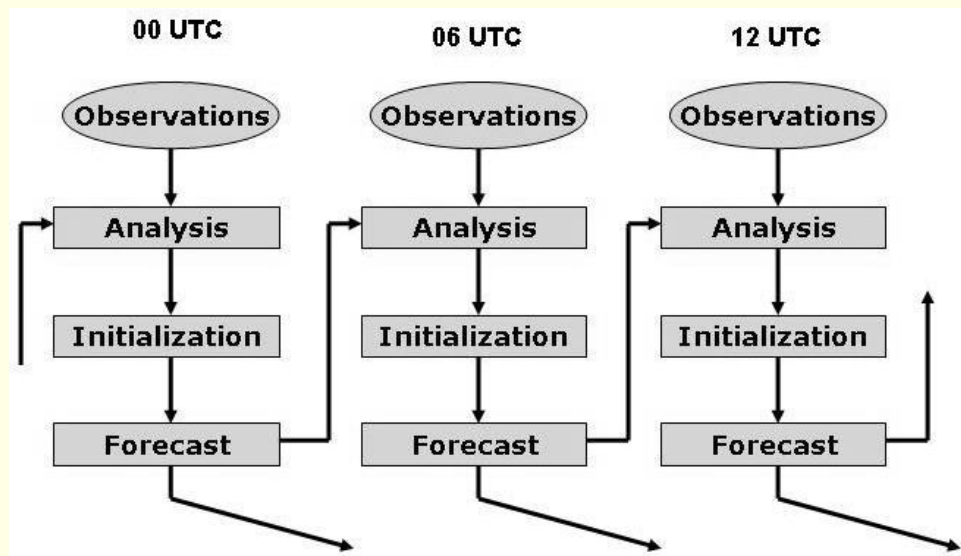 00 UTC
06 UTC
12 UTC
Observations
Observations
Observations
Analysis
Analysis
Analysis
Initialization
Initialization
Initialization
Forecast
Forecast
Forecast